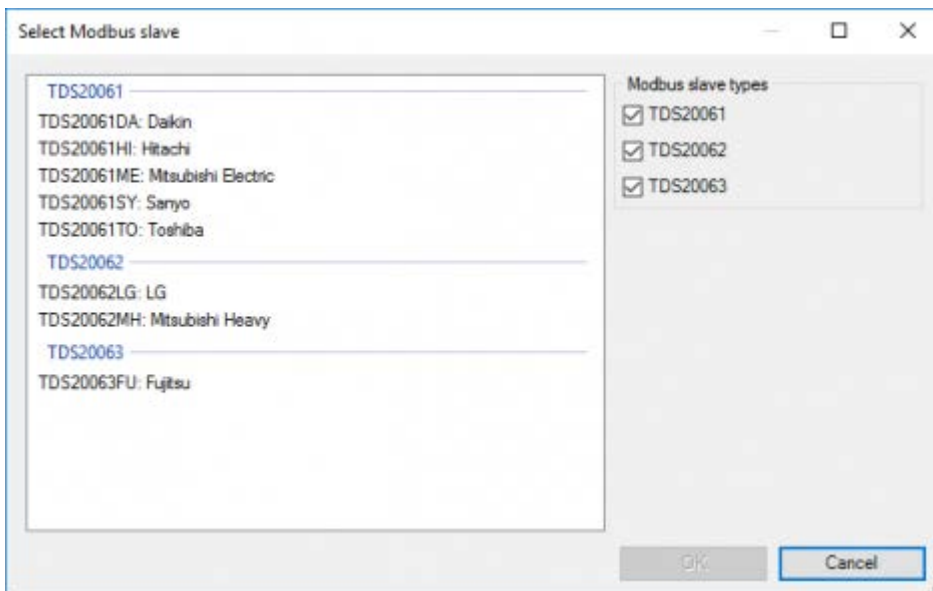 Select Modbus slave
TDS20061
TDS20061DA: Daikin
TDS20061HI: Hitachi
TDS20061ME: Mitsubishi Electric
TDS20061SY: Sanyo
TDS20061TO: Toshiba
TDS20062
TDS20062LG: LG
TDS20062MH: Mitsubishi Heavy
TDS20063
TDS20063FU: Fujitsu
Modbus slave types
TDS20061
TDS20062
TDS20063
OK
Cancel